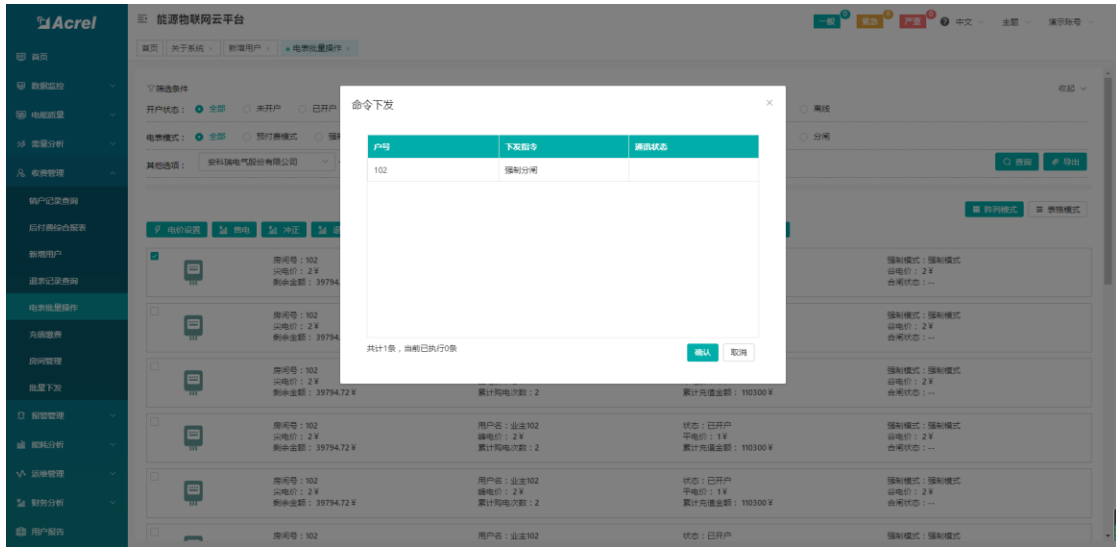 Acrel
能源物联网云平台
一般 0 紧急 0 严重 0 中文 主题 演示账号
首页 关于系统 新增用户 电表批量操作
首页
数据监控
电能质量
需量分析
收费管理
销户记录查询
后付费综合报表
新增用户
退求记录查询
电表批量操作
充值缴费
房间管理
批量下发
报警管理
能耗分析
运维管理
财务分析
用户报告
筛选条件 收起
开户状态： 全部 未开户 已开户 离线
电表模式： 全部 预付费模式 强 分闸
其他选项： 安科瑞电气股份有限公司 查询 导出
阵列模式 表格模式
电价设置 售电 冲正 退
命令下发 ×
户号 下发指令 通讯状态
102 强制分闸
共计1条，当前已执行0条
确认 取消
房间号：102 强制模式：强制模式
尖电价：2¥ 谷电价：2¥
剩余金额：39794. 合闸状态：--
房间号：102 强制模式：强制模式
尖电价：2¥ 谷电价：2¥
剩余金额：39794. 合闸状态：--
房间号：102 强制模式：强制模式
尖电价：2¥ 谷电价：2¥
剩余金额：39794.72¥ 累计购电次数：2 累计充值金额：110300¥ 合闸状态：--
房间号：102 用户名：业主102 状态：已开户 强制模式：强制模式
尖电价：2¥ 峰电价：2¥ 平电价：1¥ 谷电价：2¥
剩余金额：39794.72¥ 累计购电次数：2 累计充值金额：110300¥ 合闸状态：--
房间号：102 用户名：业主102 状态：已开户 强制模式：强制模式
尖电价：2¥ 峰电价：2¥ 平电价：1¥ 谷电价：2¥
剩余金额：39794.72¥ 累计购电次数：2 累计充值金额：110300¥ 合闸状态：--
房间号：102 用户名：业主102 状态：已开户 强制模式：强制模式